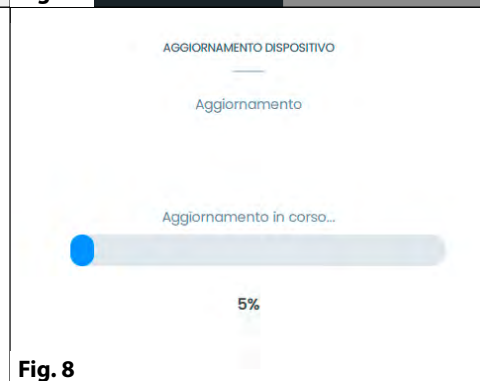 AGGIORNAMENTO DISPOSITIVO
Aggiornamento
Aggiornamento in corso...
5%
Fig. 8